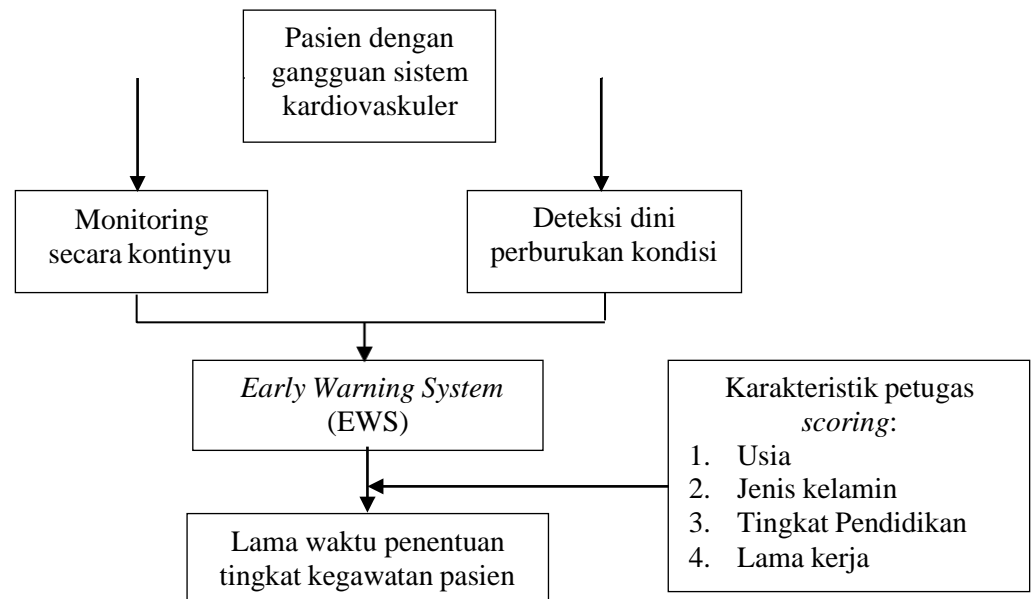 Pasien dengan
gangguan sistem
kardiovaskuler
Monitoring
secara kontinyu
Deteksi dini
perburukan kondisi
Early Warning System
(EWS)
Karakteristik petugas
scoring:
1. Usia
2. Jenis kelamin
3. Tingkat Pendidikan
4. Lama kerja
Lama waktu penentuan
tingkat kegawatan pasien